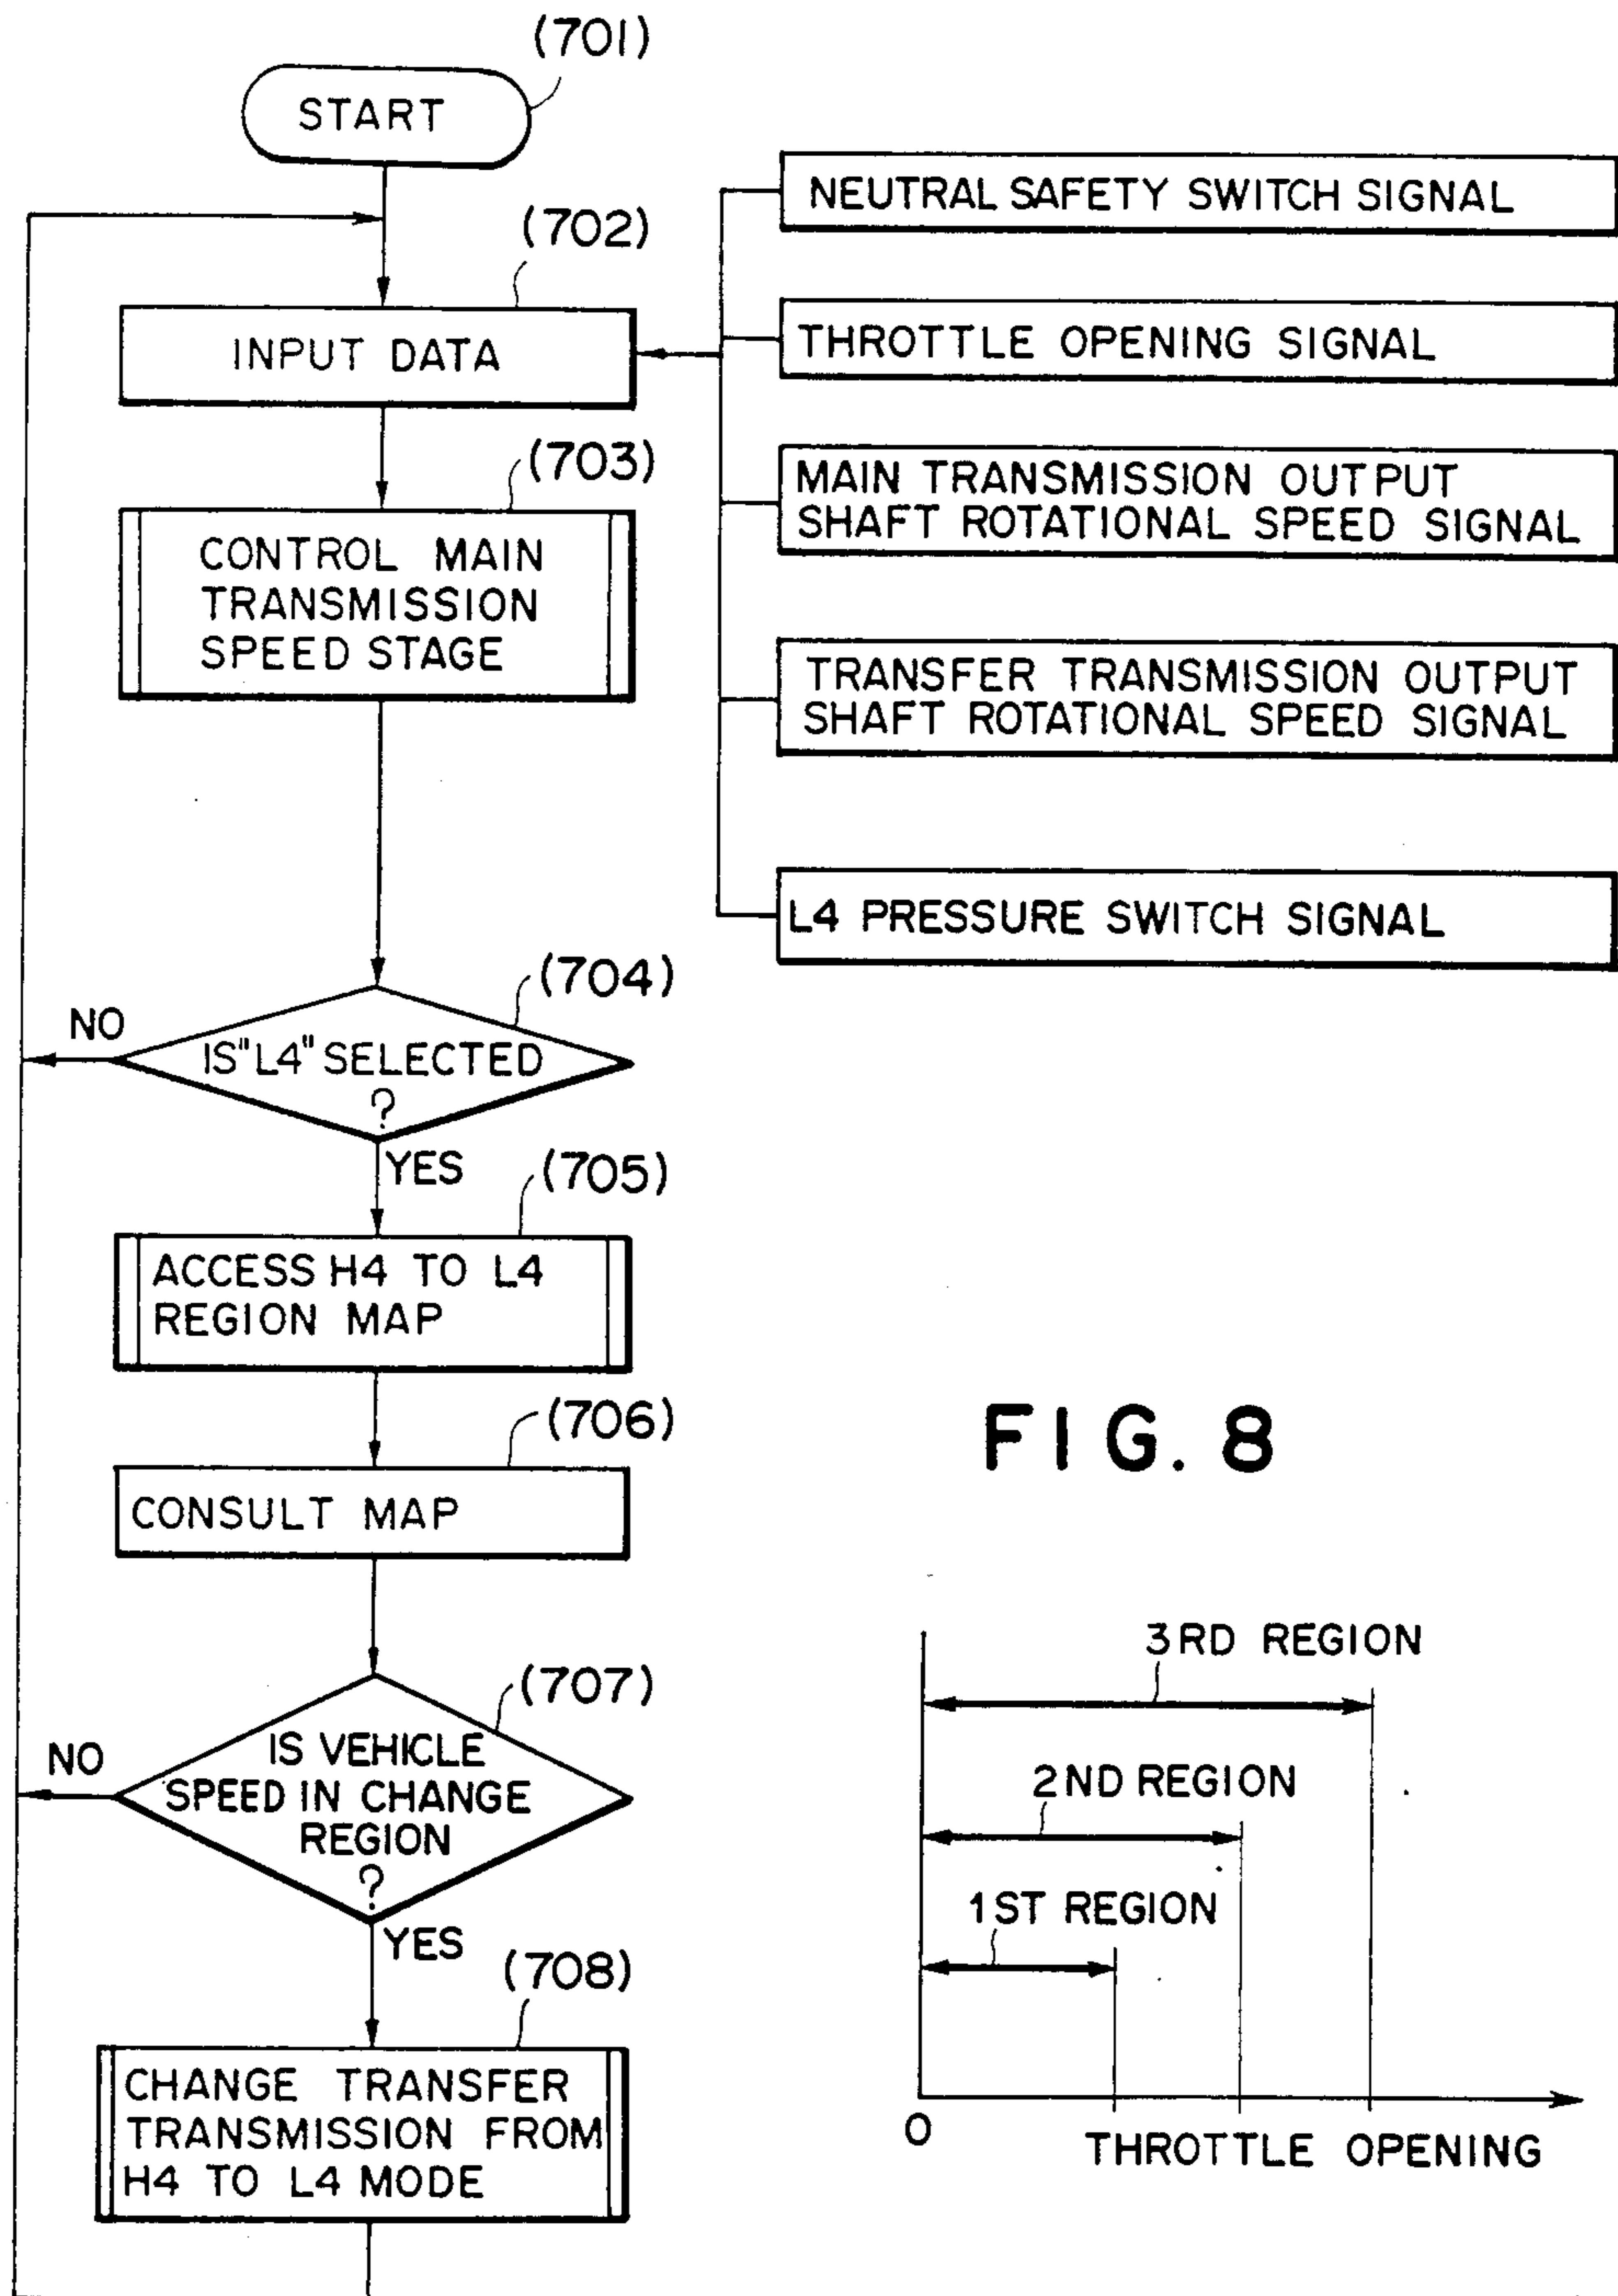 (701)
START
(702)
INPUT DATA
NEUTRAL SAFETY SWITCH SIGNAL
THROTTLE OPENING SIGNAL
MAIN TRANSMISSION OUTPUT
SHAFT ROTATIONAL SPEED SIGNAL
TRANSFER TRANSMISSION OUTPUT
SHAFT ROTATIONAL SPEED SIGNAL
L4 PRESSURE SWITCH SIGNAL
(703)
CONTROL MAIN
TRANSMISSION
SPEED STAGE
(704)
NO
IS "L4" SELECTED
?
YES
(705)
ACCESS H4 TO L4
REGION MAP
(706)
CONSULT MAP
(707)
NO
IS VEHICLE
SPEED IN CHANGE
REGION
?
YES
(708)
CHANGE TRANSFER
TRANSMISSION FROM
H4 TO L4 MODE
FIG. 8
3RD REGION
2ND REGION
1ST REGION
0
THROTTLE OPENING